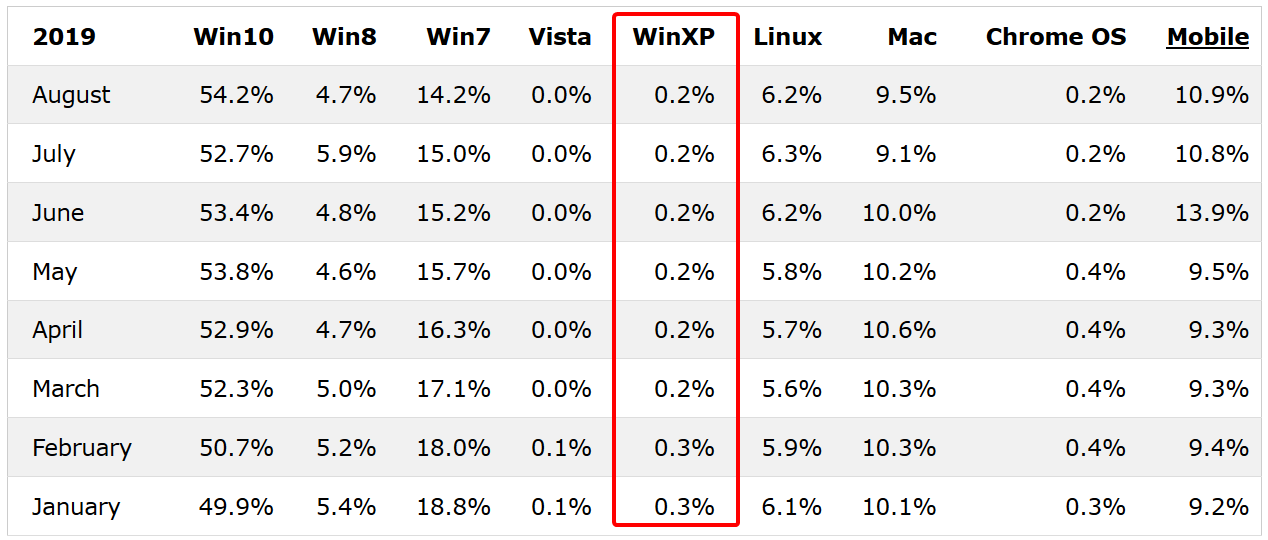 2019 Win10 Win8 Win7 Vista WinXP Linux Mac Chrome OS Mobile
August 54.2% 4.7% 14.2% 0.0% 0.2% 6.2% 9.5% 0.2% 10.9%
July 52.7% 5.9% 15.0% 0.0% 0.2% 6.3% 9.1% 0.2% 10.8%
June 53.4% 4.8% 15.2% 0.0% 0.2% 6.2% 10.0% 0.2% 13.9%
May 53.8% 4.6% 15.7% 0.0% 0.2% 5.8% 10.2% 0.4% 9.5%
April 52.9% 4.7% 16.3% 0.0% 0.2% 5.7% 10.6% 0.4% 9.3%
March 52.3% 5.0% 17.1% 0.0% 0.2% 5.6% 10.3% 0.4% 9.3%
February 50.7% 5.2% 18.0% 0.1% 0.3% 5.9% 10.3% 0.4% 9.4%
January 49.9% 5.4% 18.8% 0.1% 0.3% 6.1% 10.1% 0.3% 9.2%